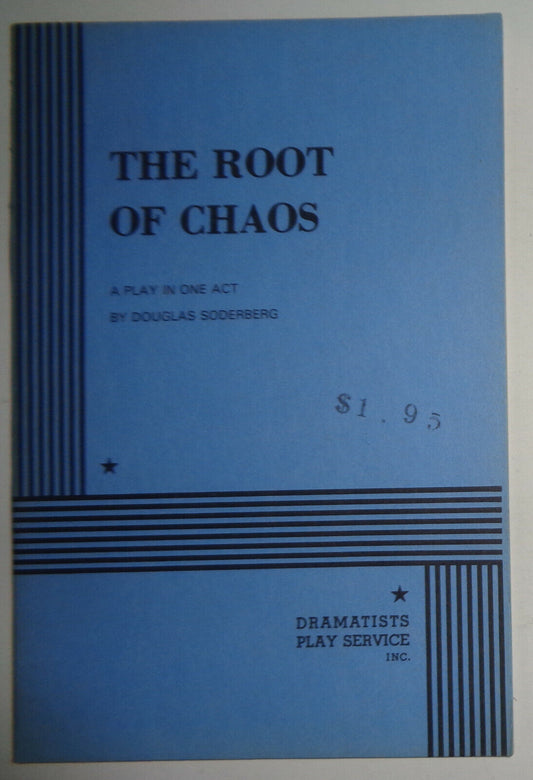 THE ROOT
OF CHAOS
A PLAY IN ONE ACT
BY DOUGLAS SODERBERG
$1.95
DRAMATISTS
PLAY SERVICE
INC.